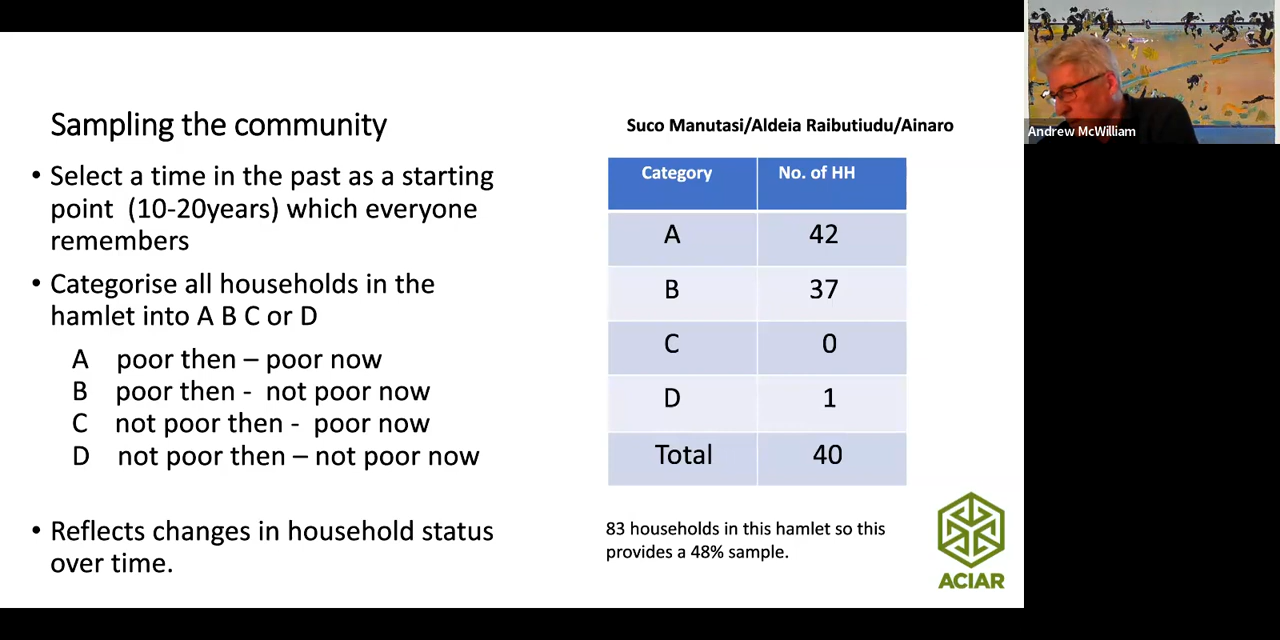 Sampling the community
• Select a time in the past as a starting
point (10-20years) which everyone
remembers
• Categorise all households in the
hamlet into A B C or D
A poor then – poor now
B poor then - not poor now
C not poor then - poor now
D not poor then – not poor now
• Reflects changes in household status
over time.
Suco Manutasi/Aldeia Raibutiudu/Ainaro
Category No. of HH
A 42
B 37
C 0
D 1
Total 40
83 households in this hamlet so this
provides a 48% sample.
ACIAR
Andrew McWilliam